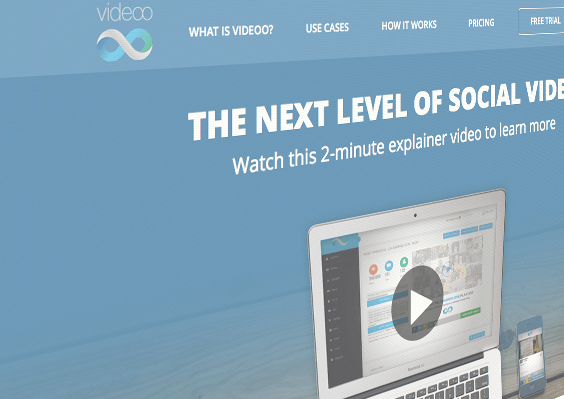 videoo
WHAT IS VIDEOO?
USE CASES
HOW IT WORKS
PRICING
FREE TRIAL
THE NEXT LEVEL OF SOCIAL VIDE
Watch this 2-minute explainer video to learn more